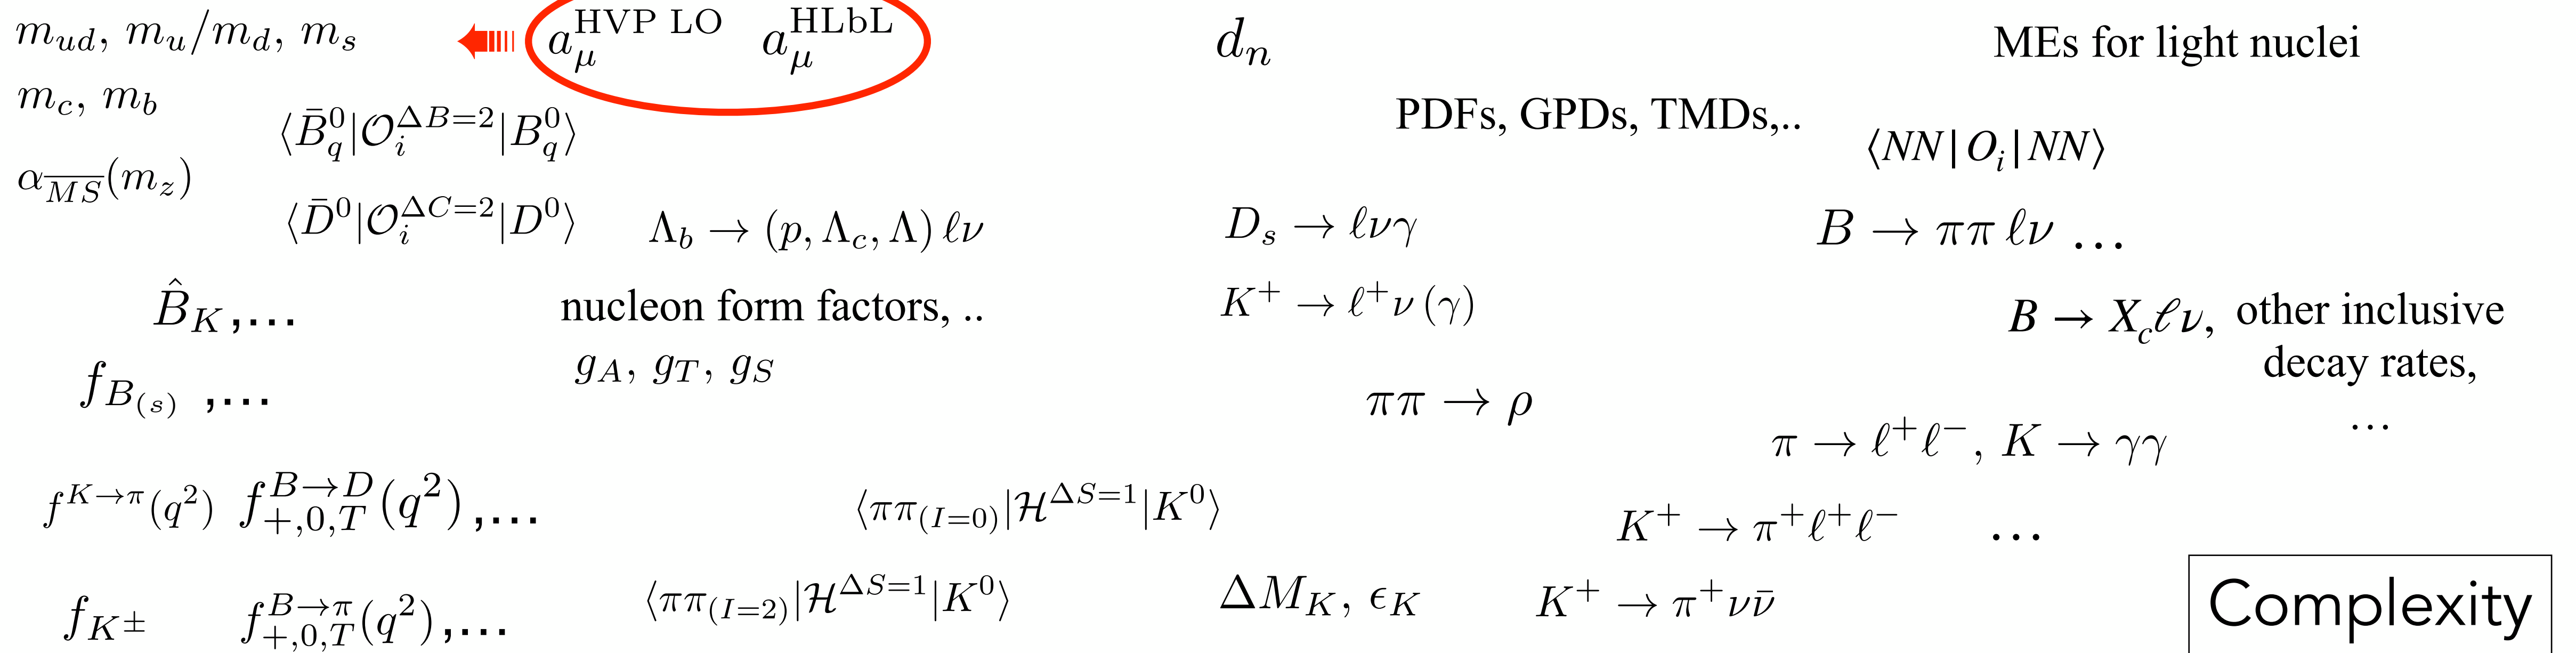 m_{ud}, m_u/m_d, m_s
a_μ^{HVP LO} a_μ^{HLbL}
d_n
MEs for light nuclei
m_c, m_b
⟨B̄_q^0|𝒪_i^{ΔB=2}|B_q^0⟩
PDFs, GPDs, TMDs,..
⟨NN|O_i|NN⟩
α_{\overline{MS}}(m_z)
⟨D̄^0|𝒪_i^{ΔC=2}|D^0⟩
Λ_b → (p, Λ_c, Λ) ℓν
D_s → ℓνγ
B → ππ ℓν ...
B̂_K,...
nucleon form factors, ..
K^+ → ℓ^+ν(γ)
B → X_cℓν,
other inclusive
decay rates,
...
f_{B_{(s)}} ,...
g_A, g_T, g_S
ππ → ρ
π → ℓ^+ℓ^-, K → γγ
f^{K→π}(q^2) f_{+,0,T}^{B→D}(q^2),...
⟨ππ_{(I=0)}|ℋ^{ΔS=1}|K^0⟩
K^+ → π^+ℓ^+ℓ^- ...
f_{K^±} f_{+,0,T}^{B→π}(q^2),...
⟨ππ_{(I=2)}|ℋ^{ΔS=1}|K^0⟩
ΔM_K, ϵ_K
K^+ → π^+νν̄
Complexity